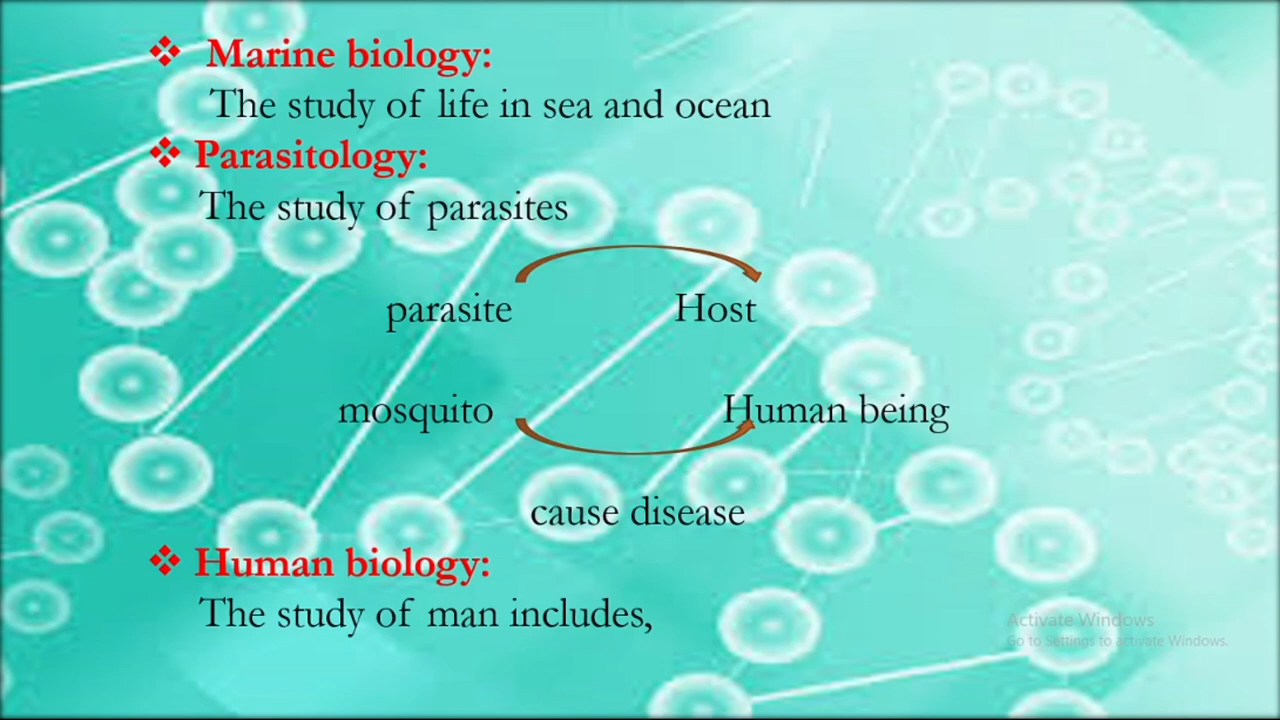 ❖ Marine biology:
The study of life in sea and ocean
❖ Parasitology:
The study of parasites
parasite Host
mosquito Human being
cause disease
❖ Human biology:
The study of man includes,
Activate Windows
Go to Settings to activate Windows.